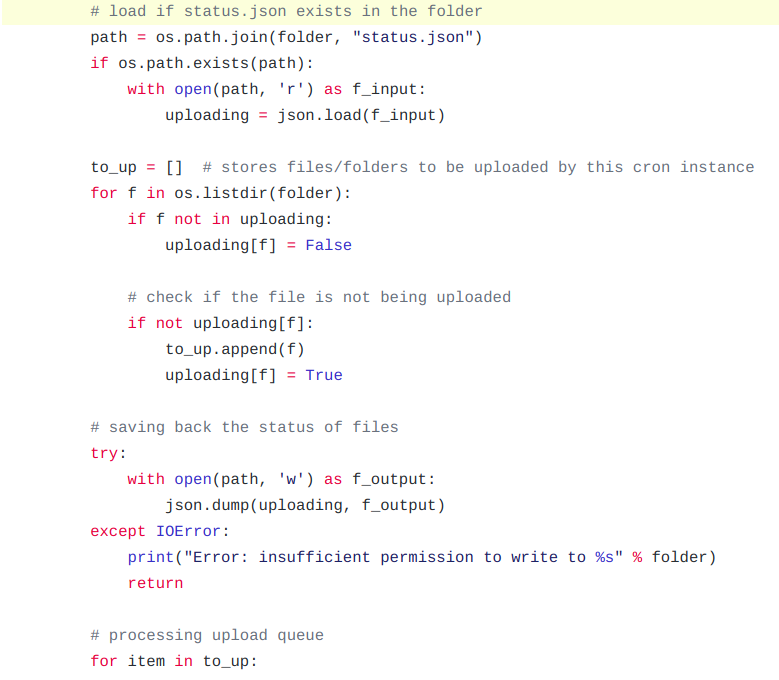 # load if status.json exists in the folder
path = os.path.join(folder, "status.json")
if os.path.exists(path):
    with open(path, 'r') as f_input:
        uploading = json.load(f_input)

to_up = []  # stores files/folders to be uploaded by this cron instance
for f in os.listdir(folder):
    if f not in uploading:
        uploading[f] = False

    # check if the file is not being uploaded
    if not uploading[f]:
        to_up.append(f)
        uploading[f] = True

# saving back the status of files
try:
    with open(path, 'w') as f_output:
        json.dump(uploading, f_output)
except IOError:
    print("Error: insufficient permission to write to %s" % folder)
    return

# processing upload queue
for item in to_up: